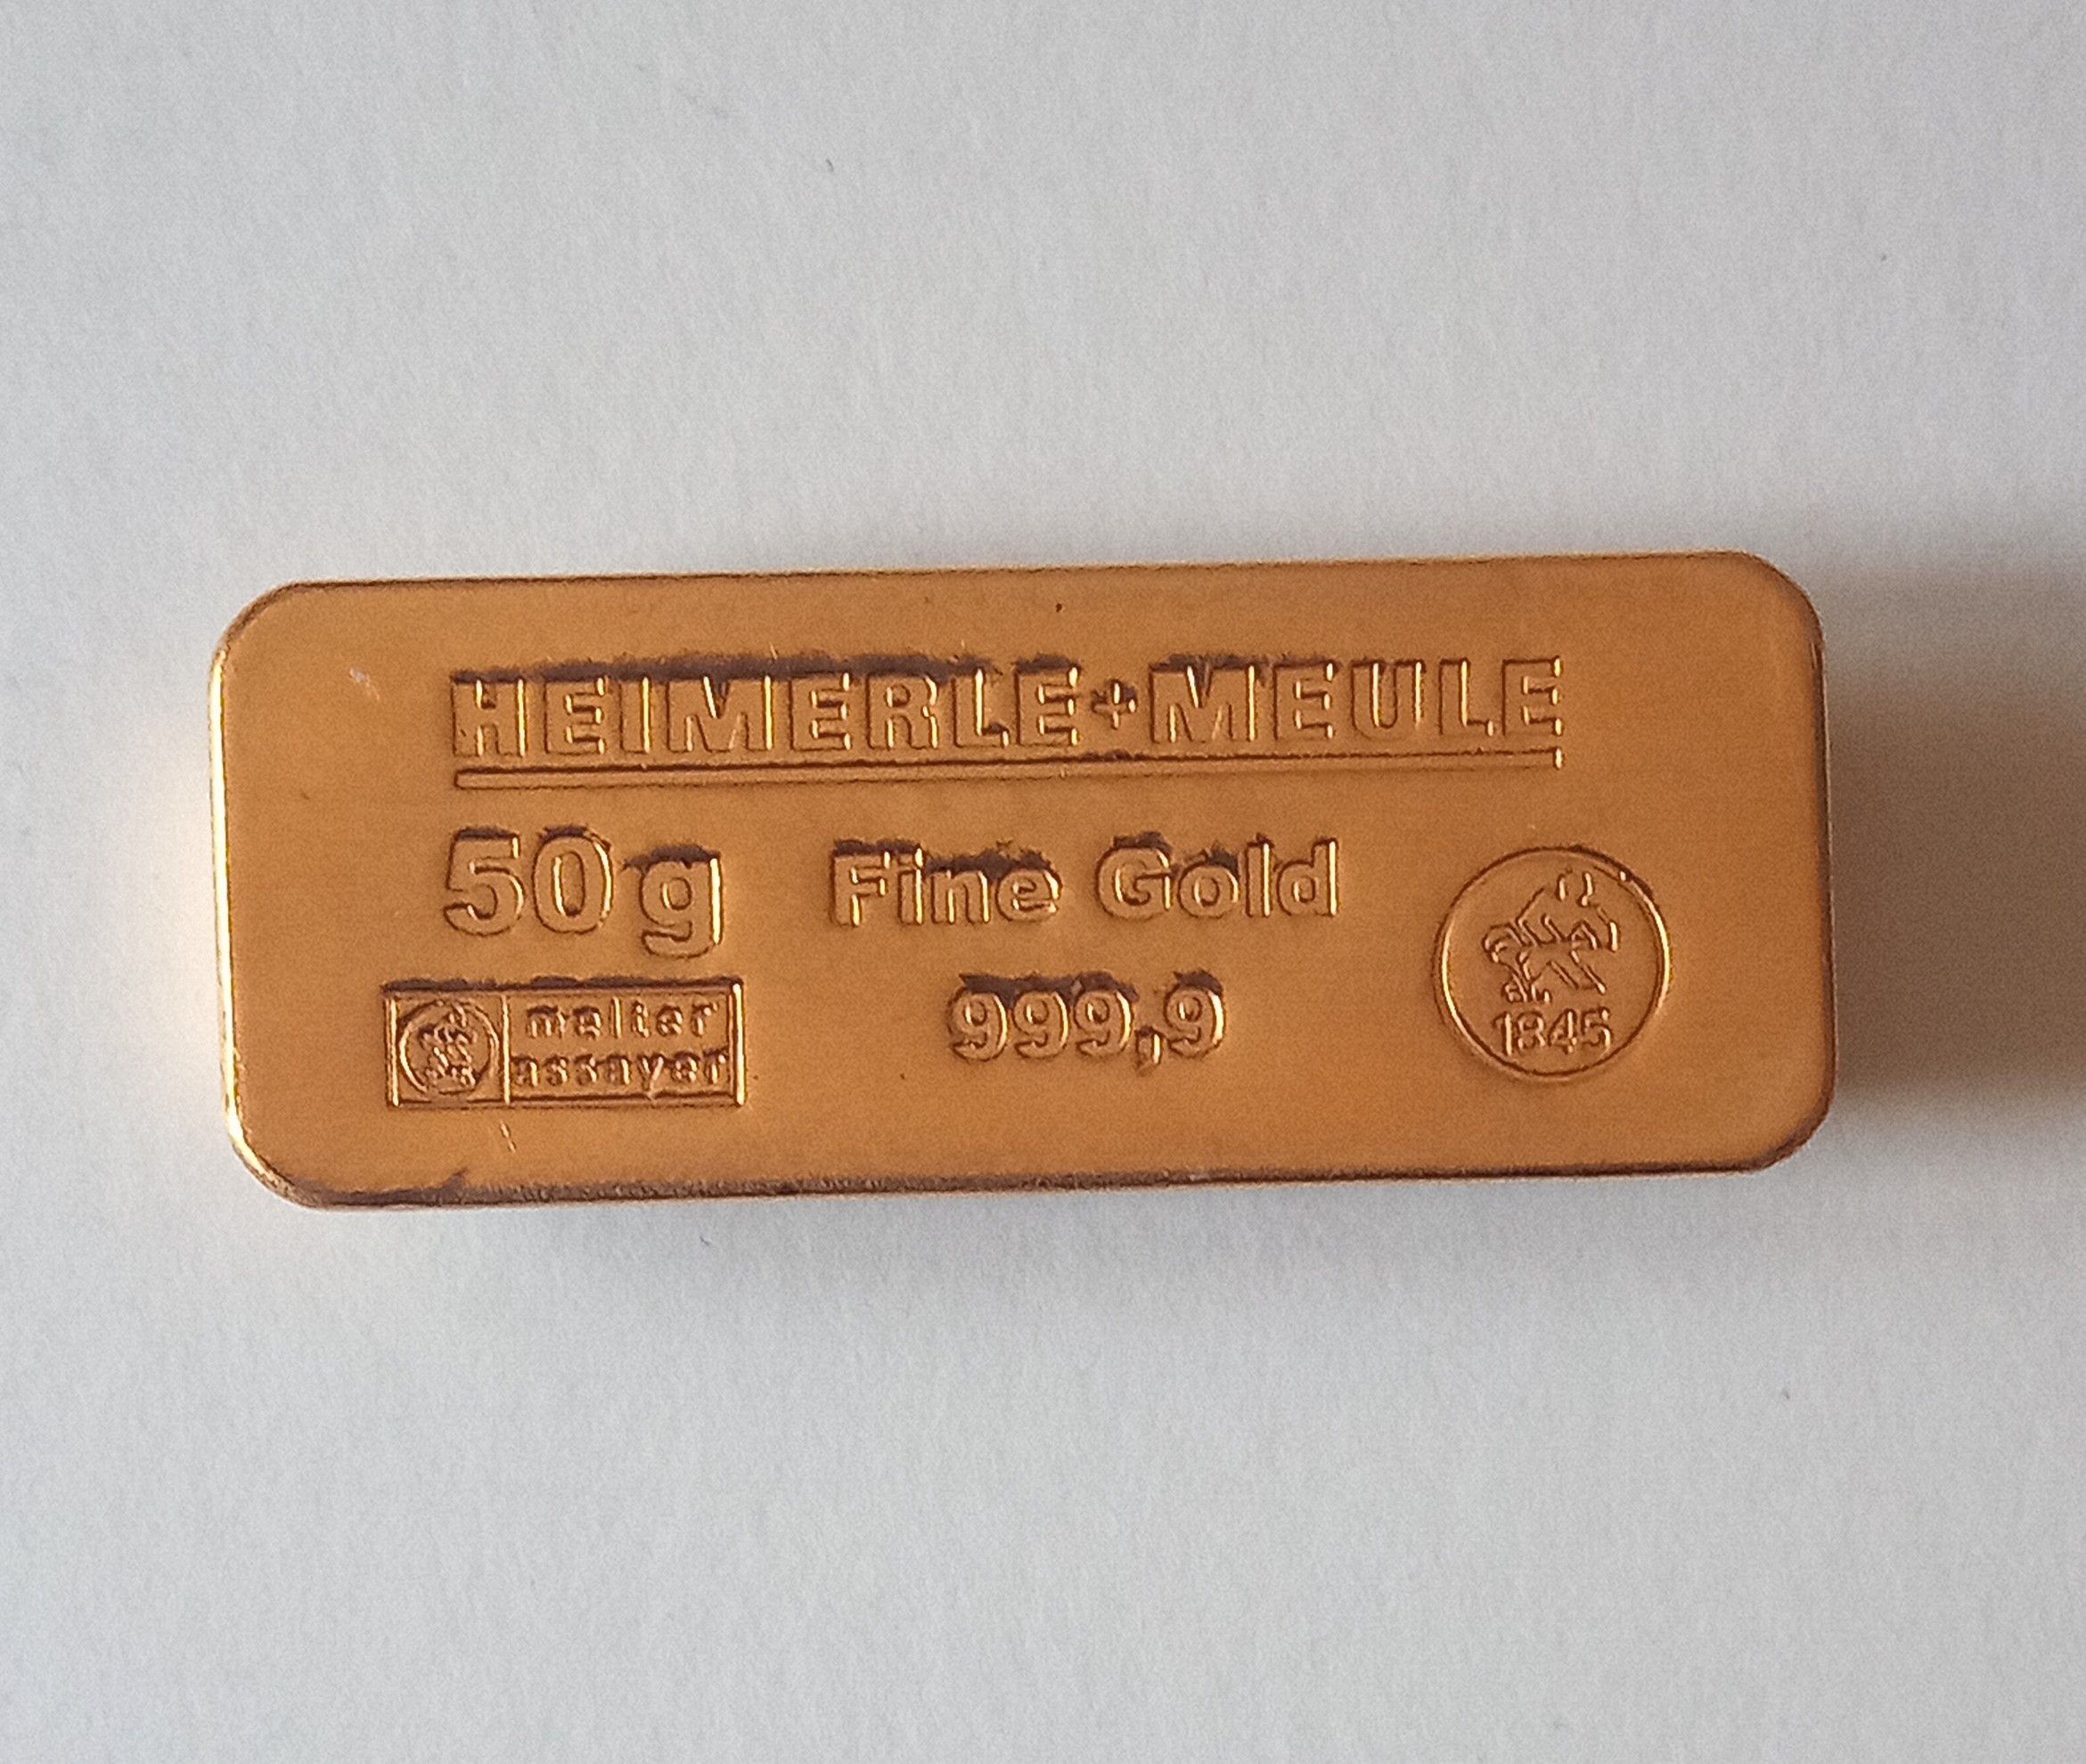 HEIMERLE+MEULE
50g Fine Gold
melter
assayer
999,9
1845